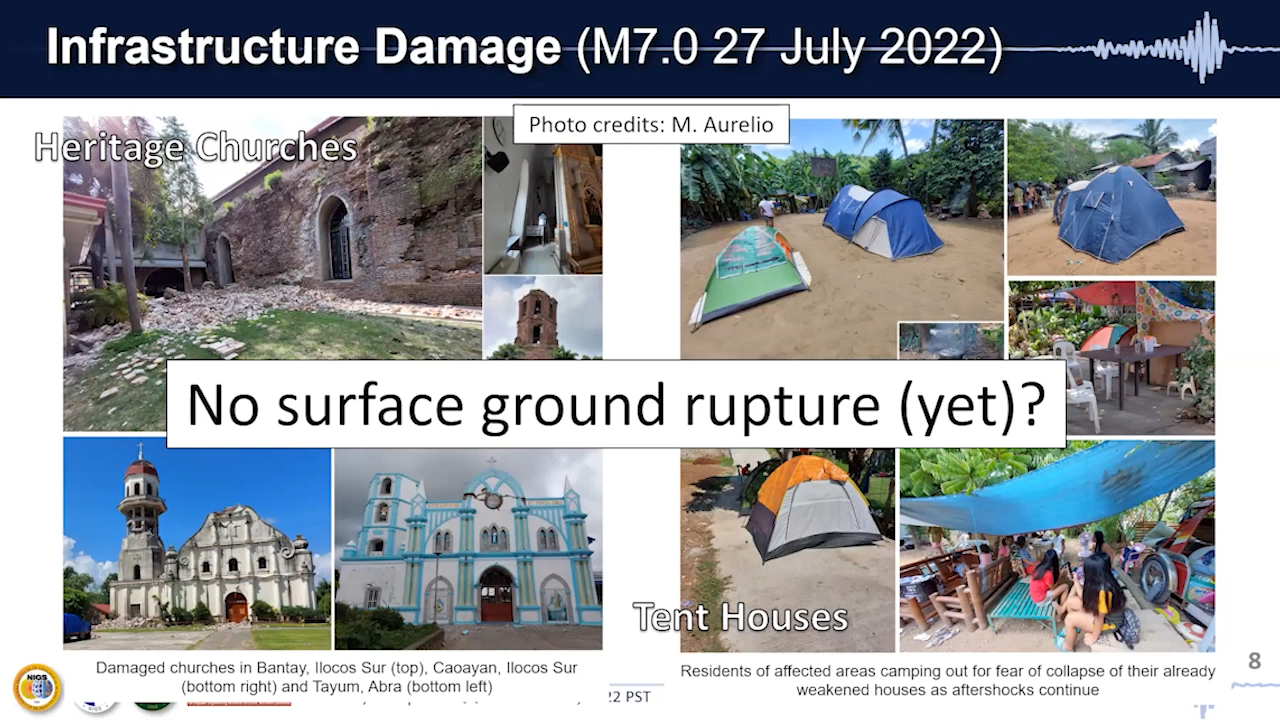 Infrastructure Damage (M7.0 27 July 2022)
Photo credits: M. Aurelio
Heritage Churches
No surface ground rupture (yet)?
Tent Houses
Damaged churches in Bantay, Ilocos Sur (top), Caoayan, Ilocos Sur
(bottom right) and Tayum, Abra (bottom left)
Residents of affected areas camping out for fear of collapse of their already
weakened houses as aftershocks continue
8
NIGS
22 PST